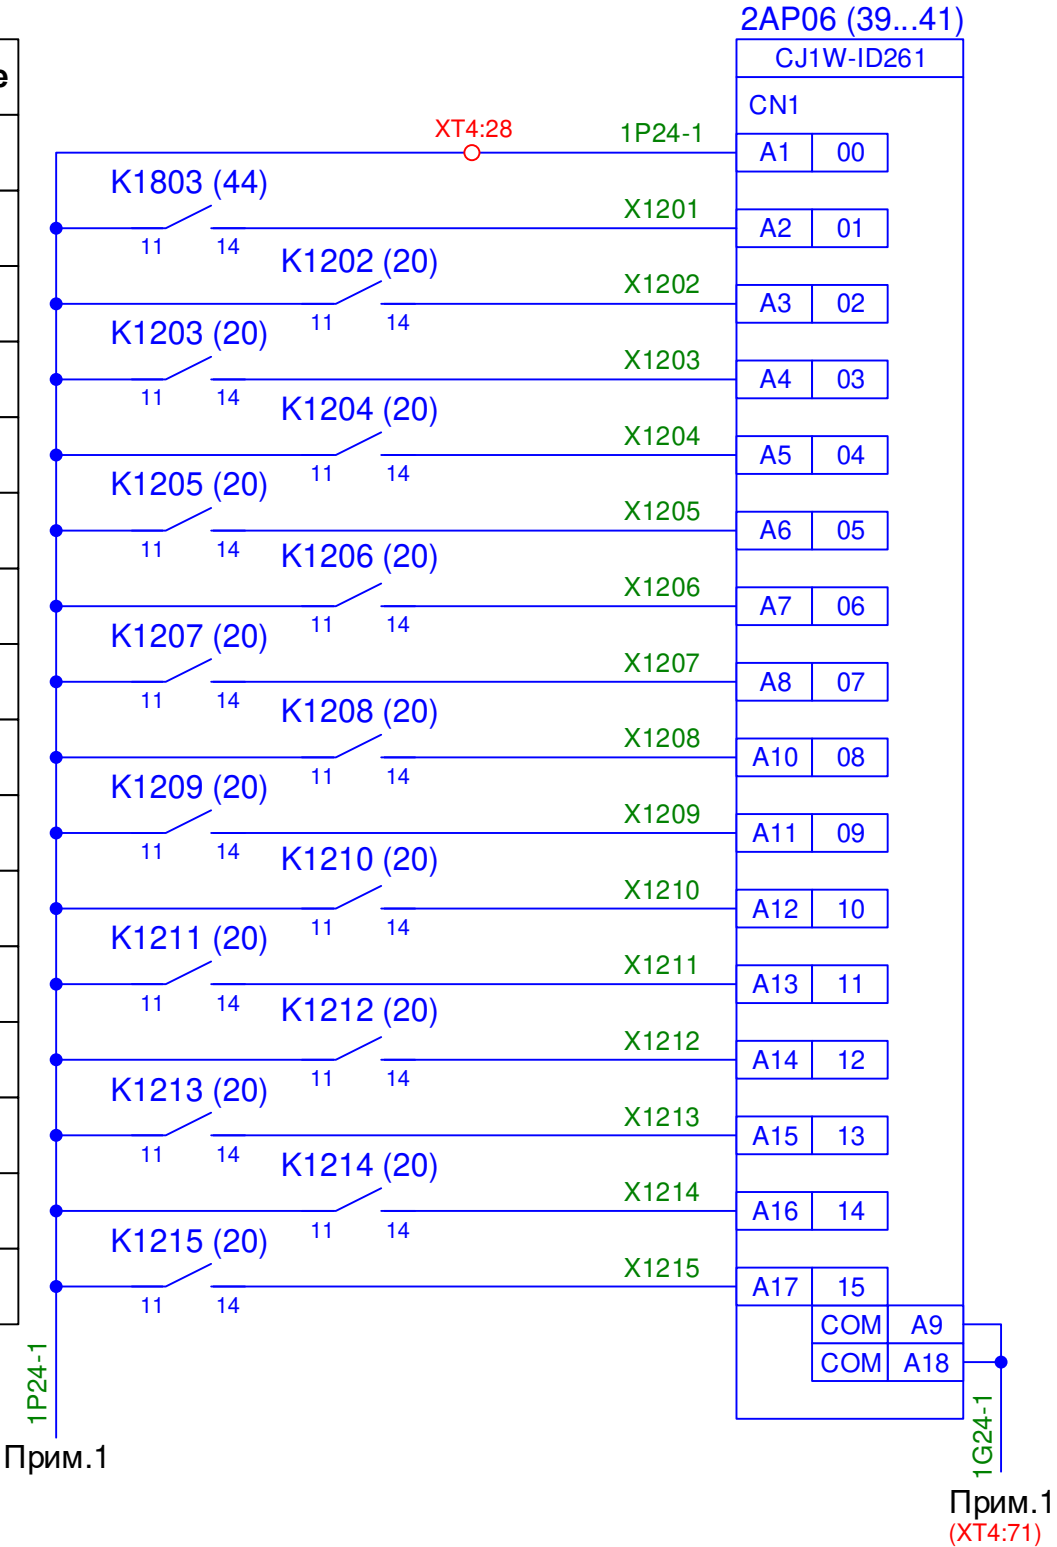 2AP06 (39...41)
CJ1W-ID261
е
CN1
XT4:28 1P24-1 A1 00
K1803 (44)
11 14 X1201 A2 01
K1202 (20)
11 14 X1202 A3 02
K1203 (20)
11 14 X1203 A4 03
K1204 (20)
11 14 X1204 A5 04
K1205 (20)
11 14 X1205 A6 05
K1206 (20)
11 14 X1206 A7 06
K1207 (20)
11 14 X1207 A8 07
K1208 (20)
11 14 X1208 A10 08
K1209 (20)
11 14 X1209 A11 09
K1210 (20)
11 14 X1210 A12 10
K1211 (20)
11 14 X1211 A13 11
K1212 (20)
11 14 X1212 A14 12
K1213 (20)
11 14 X1213 A15 13
K1214 (20)
11 14 X1214 A16 14
K1215 (20)
11 14 X1215 A17 15
COM A9
COM A18
1P24-1
1G24-1
Прим.1
Прим.1
(XT4:71)